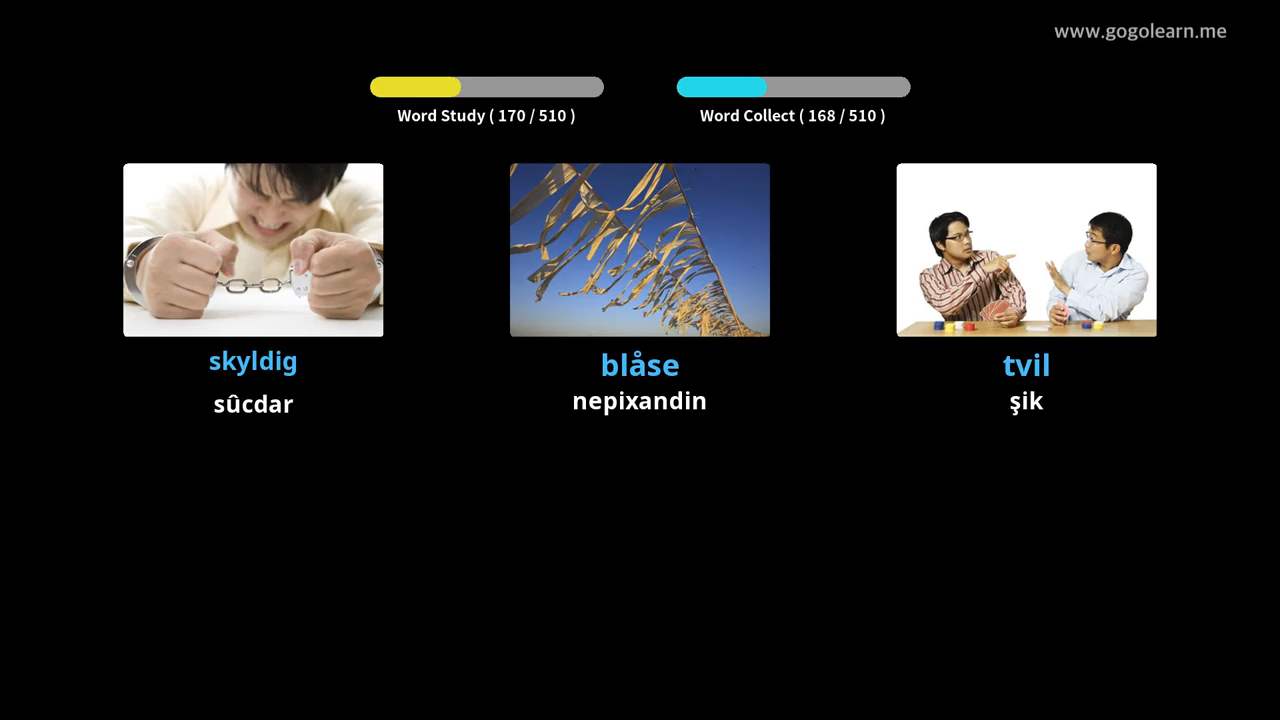 www.gogolearn.me
Word Study ( 170 / 510 )
Word Collect ( 168 / 510 )
skyldig
sûcdar
blåse
nepixandin
tvil
şik